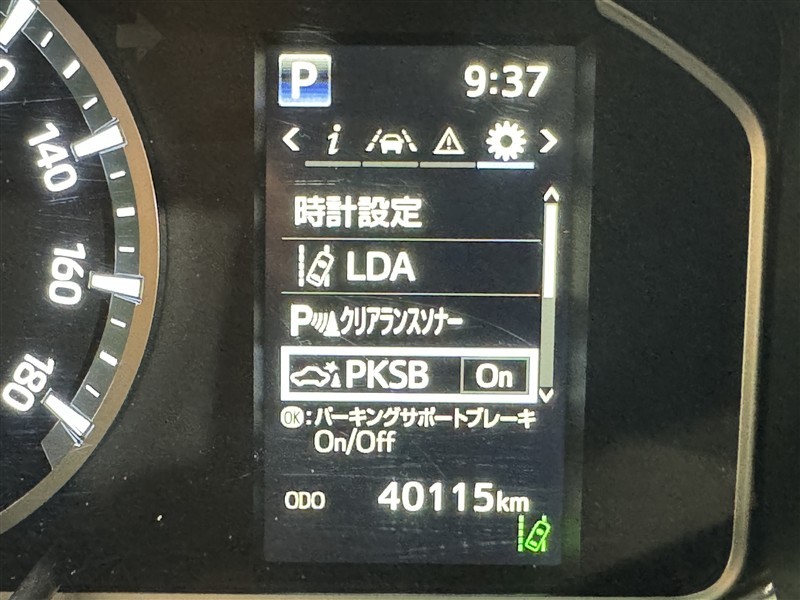 P 9:37
i
140
時計設定
LDA
160
Pクリアランスソナー
180
PKSB On
OK:パーキングサポートブレーキ
On/Off
ODO 40115km